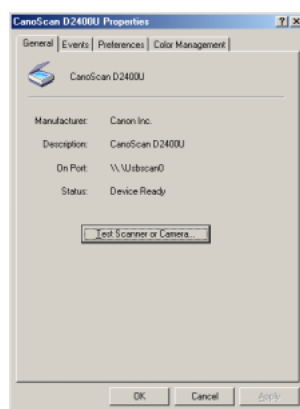 CanoScan D2400U Properties
General Events Preferences Color Management
CanoScan D2400U
Manufacturer: Canon Inc.
Description: CanoScan D2400U
On Port: \\.\Usbscan0
Status: Device Ready
Test Scanner or Camera...
OK Cancel Apply